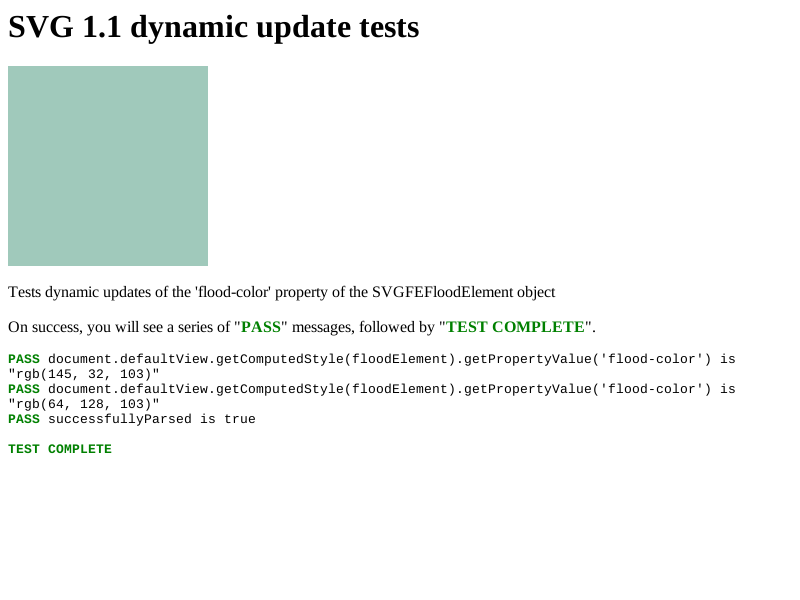 SVG 1.1 dynamic update tests
Tests dynamic updates of the 'flood-color' property of the SVGFEFloodElement object
On success, you will see a series of "PASS" messages, followed by "TEST COMPLETE".
PASS document.defaultView.getComputedStyle(floodElement).getPropertyValue('flood-color') is
"rgb(145, 32, 103)"
PASS document.defaultView.getComputedStyle(floodElement).getPropertyValue('flood-color') is
"rgb(64, 128, 103)"
PASS successfullyParsed is true
TEST COMPLETE